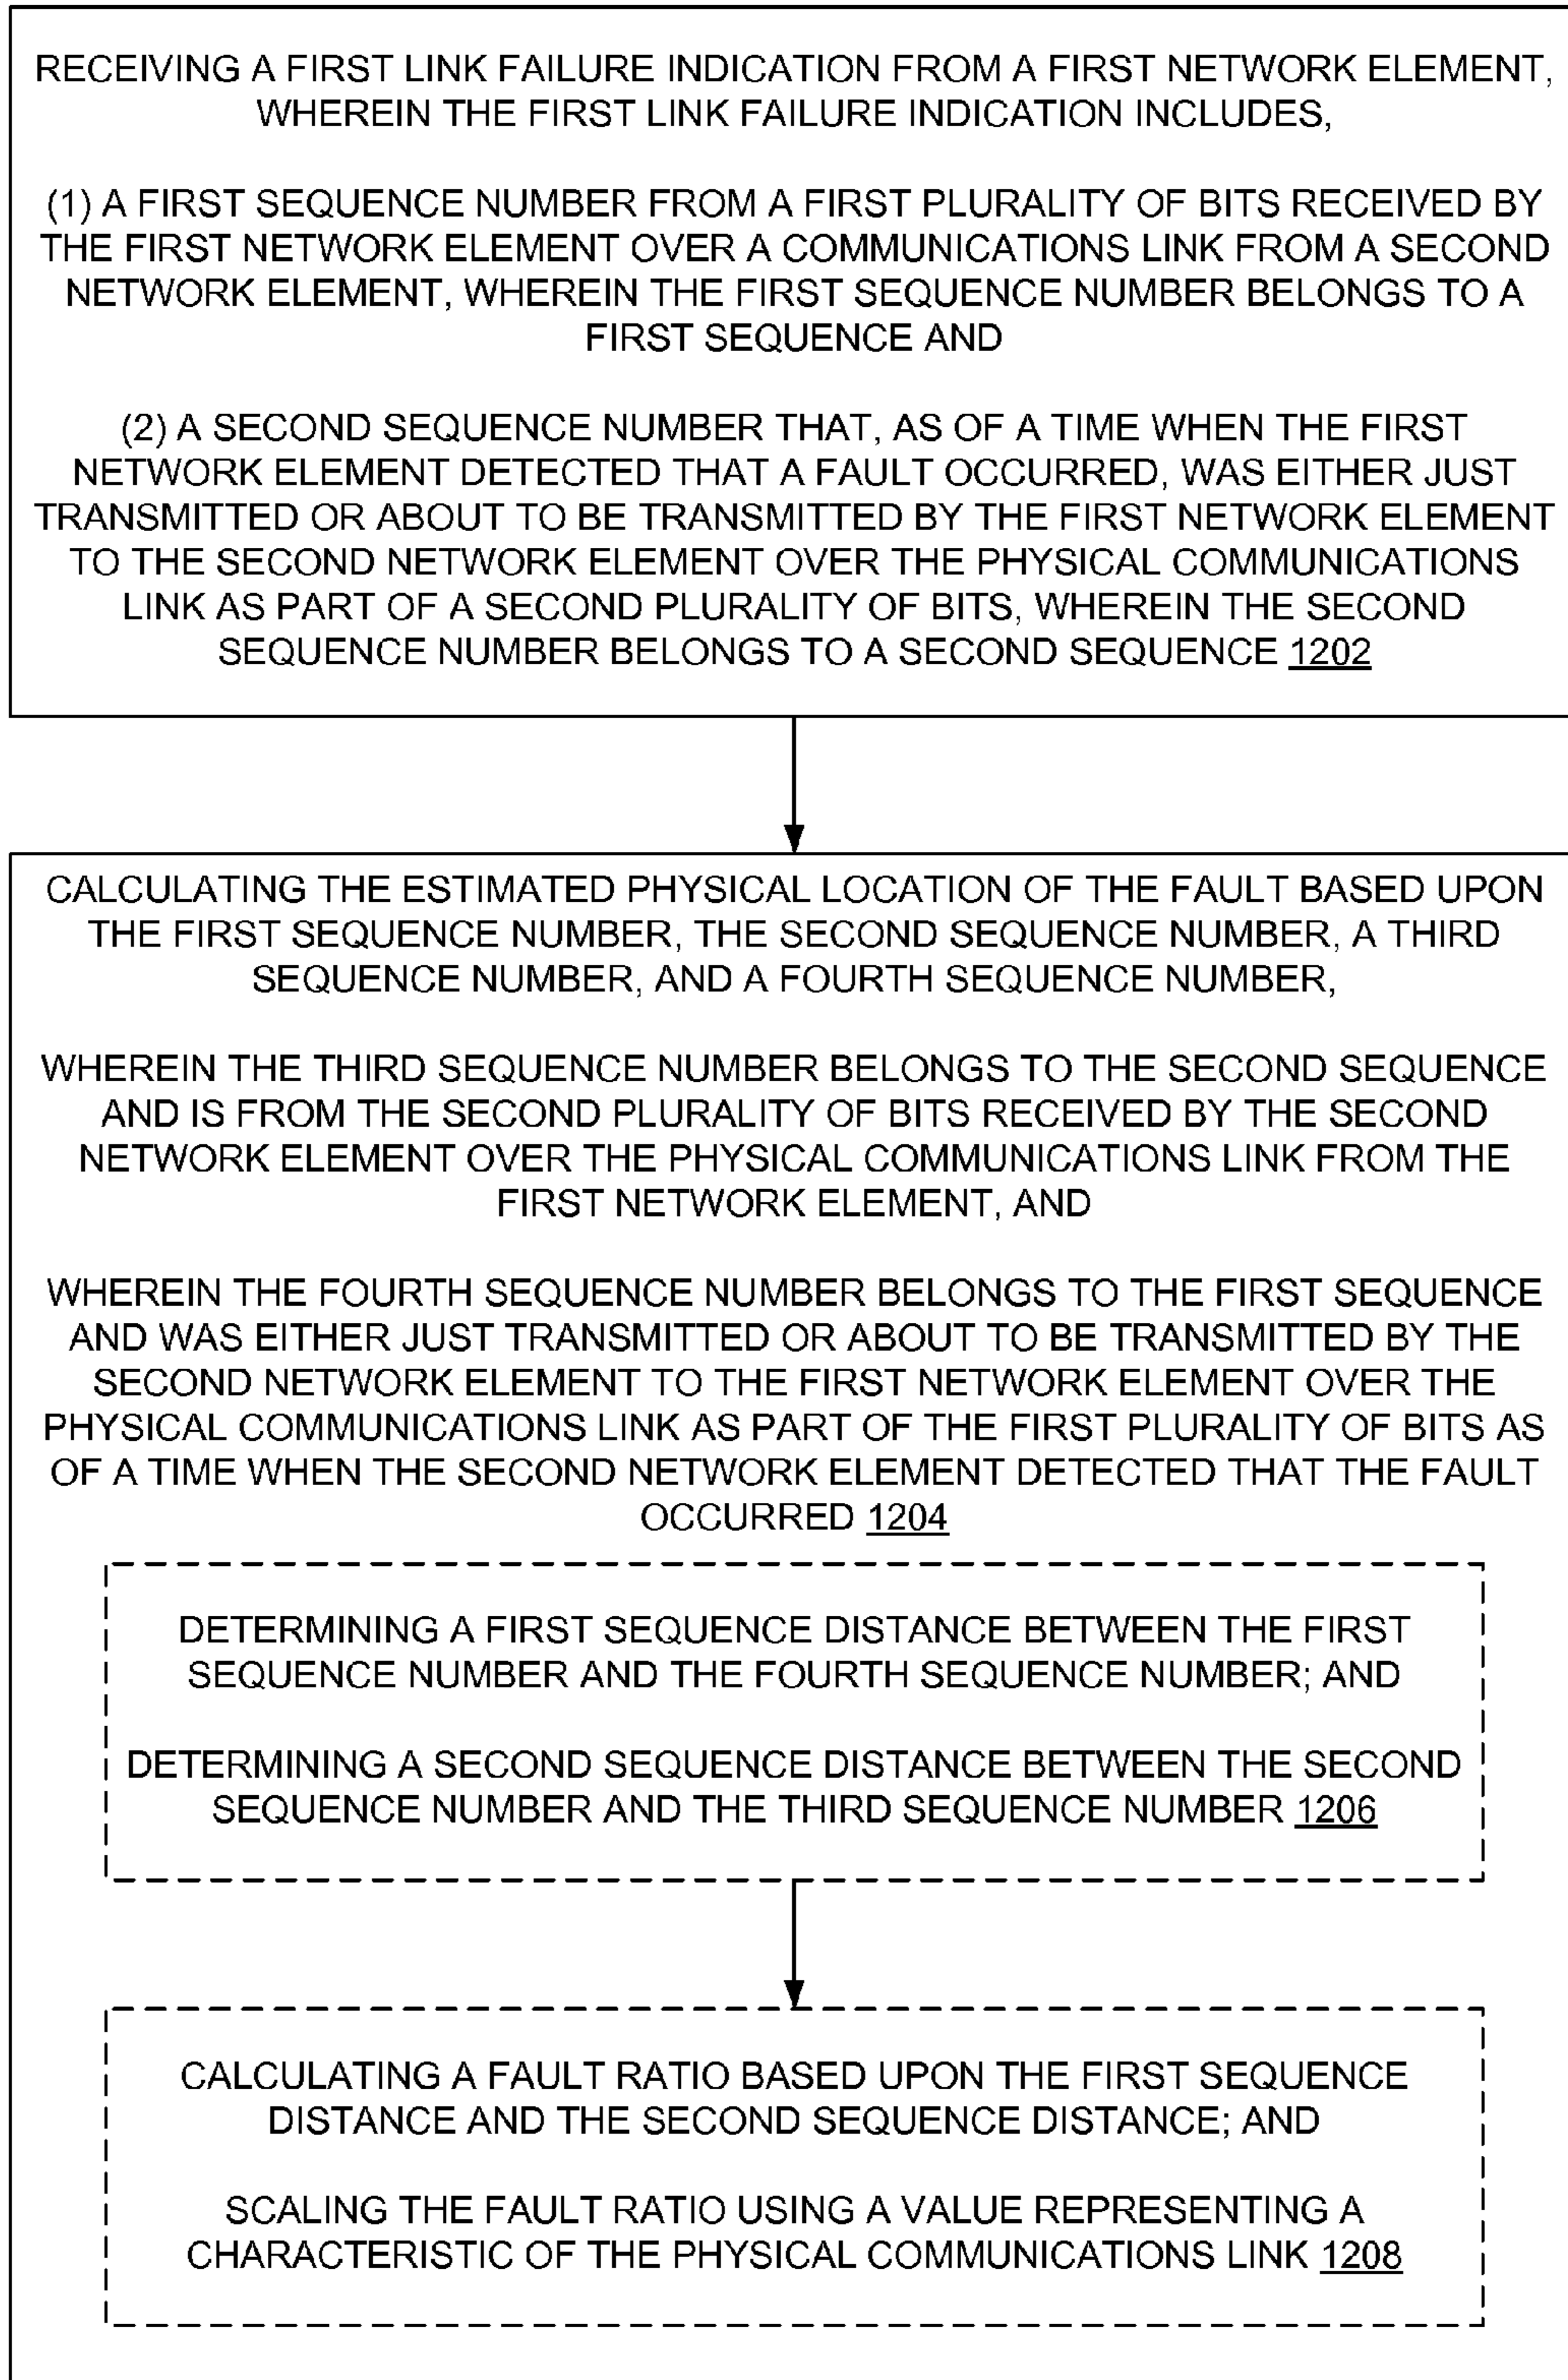 RECEIVING A FIRST LINK FAILURE INDICATION FROM A FIRST NETWORK ELEMENT,
WHEREIN THE FIRST LINK FAILURE INDICATION INCLUDES,
(1) A FIRST SEQUENCE NUMBER FROM A FIRST PLURALITY OF BITS RECEIVED BY
THE FIRST NETWORK ELEMENT OVER A COMMUNICATIONS LINK FROM A SECOND
NETWORK ELEMENT, WHEREIN THE FIRST SEQUENCE NUMBER BELONGS TO A
FIRST SEQUENCE AND
(2) A SECOND SEQUENCE NUMBER THAT, AS OF A TIME WHEN THE FIRST
NETWORK ELEMENT DETECTED THAT A FAULT OCCURRED, WAS EITHER JUST
TRANSMITTED OR ABOUT TO BE TRANSMITTED BY THE FIRST NETWORK ELEMENT
TO THE SECOND NETWORK ELEMENT OVER THE PHYSICAL COMMUNICATIONS
LINK AS PART OF A SECOND PLURALITY OF BITS, WHEREIN THE SECOND
SEQUENCE NUMBER BELONGS TO A SECOND SEQUENCE 1202
CALCULATING THE ESTIMATED PHYSICAL LOCATION OF THE FAULT BASED UPON
THE FIRST SEQUENCE NUMBER, THE SECOND SEQUENCE NUMBER, A THIRD
SEQUENCE NUMBER, AND A FOURTH SEQUENCE NUMBER,
WHEREIN THE THIRD SEQUENCE NUMBER BELONGS TO THE SECOND SEQUENCE
AND IS FROM THE SECOND PLURALITY OF BITS RECEIVED BY THE SECOND
NETWORK ELEMENT OVER THE PHYSICAL COMMUNICATIONS LINK FROM THE
FIRST NETWORK ELEMENT, AND
WHEREIN THE FOURTH SEQUENCE NUMBER BELONGS TO THE FIRST SEQUENCE
AND WAS EITHER JUST TRANSMITTED OR ABOUT TO BE TRANSMITTED BY THE
SECOND NETWORK ELEMENT TO THE FIRST NETWORK ELEMENT OVER THE
PHYSICAL COMMUNICATIONS LINK AS PART OF THE FIRST PLURALITY OF BITS AS
OF A TIME WHEN THE SECOND NETWORK ELEMENT DETECTED THAT THE FAULT
OCCURRED 1204
DETERMINING A FIRST SEQUENCE DISTANCE BETWEEN THE FIRST
SEQUENCE NUMBER AND THE FOURTH SEQUENCE NUMBER; AND
DETERMINING A SECOND SEQUENCE DISTANCE BETWEEN THE SECOND
SEQUENCE NUMBER AND THE THIRD SEQUENCE NUMBER 1206
CALCULATING A FAULT RATIO BASED UPON THE FIRST SEQUENCE
DISTANCE AND THE SECOND SEQUENCE DISTANCE; AND
SCALING THE FAULT RATIO USING A VALUE REPRESENTING A
CHARACTERISTIC OF THE PHYSICAL COMMUNICATIONS LINK 1208